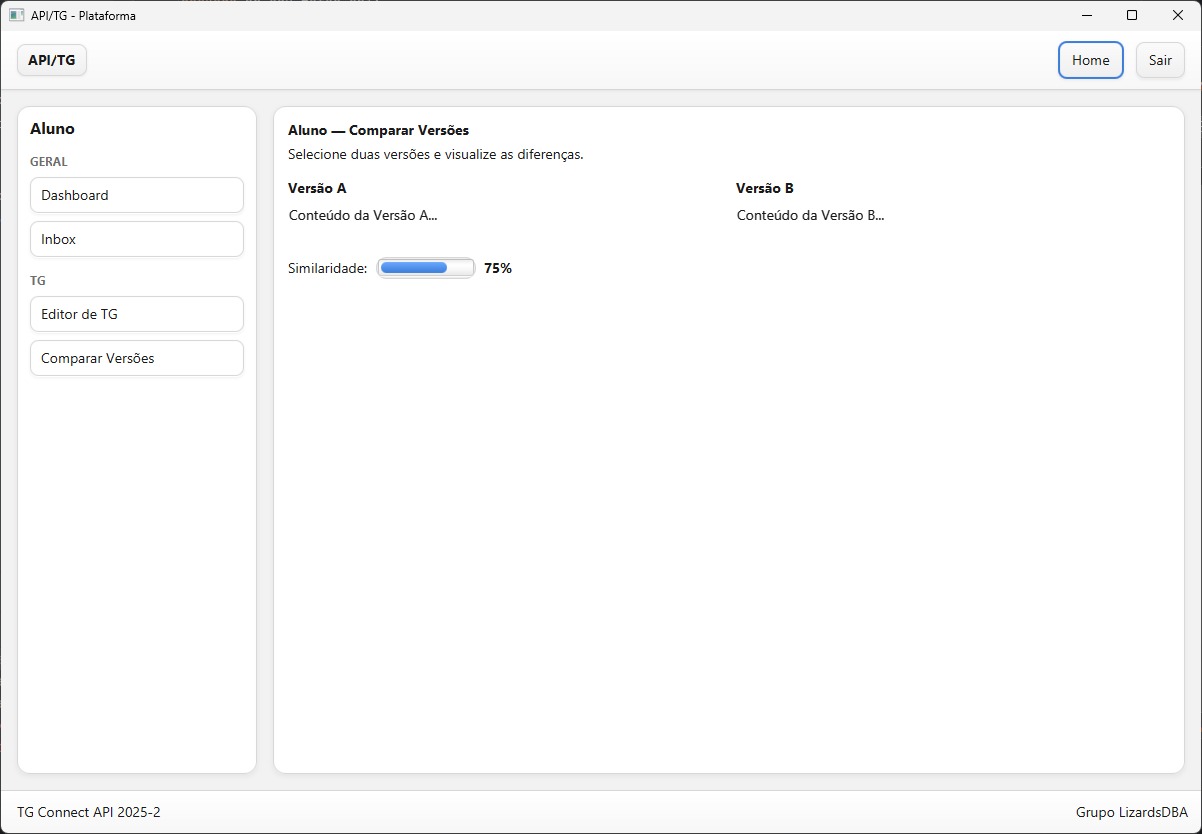 API/TG - Plataforma
API/TG
Home
Sair
Aluno
GERAL
Dashboard
Inbox
TG
Editor de TG
Comparar Versões
Aluno — Comparar Versões
Selecione duas versões e visualize as diferenças.
Versão A
Conteúdo da Versão A...
Versão B
Conteúdo da Versão B...
Similaridade: 75%
TG Connect API 2025-2
Grupo LizardsDBA